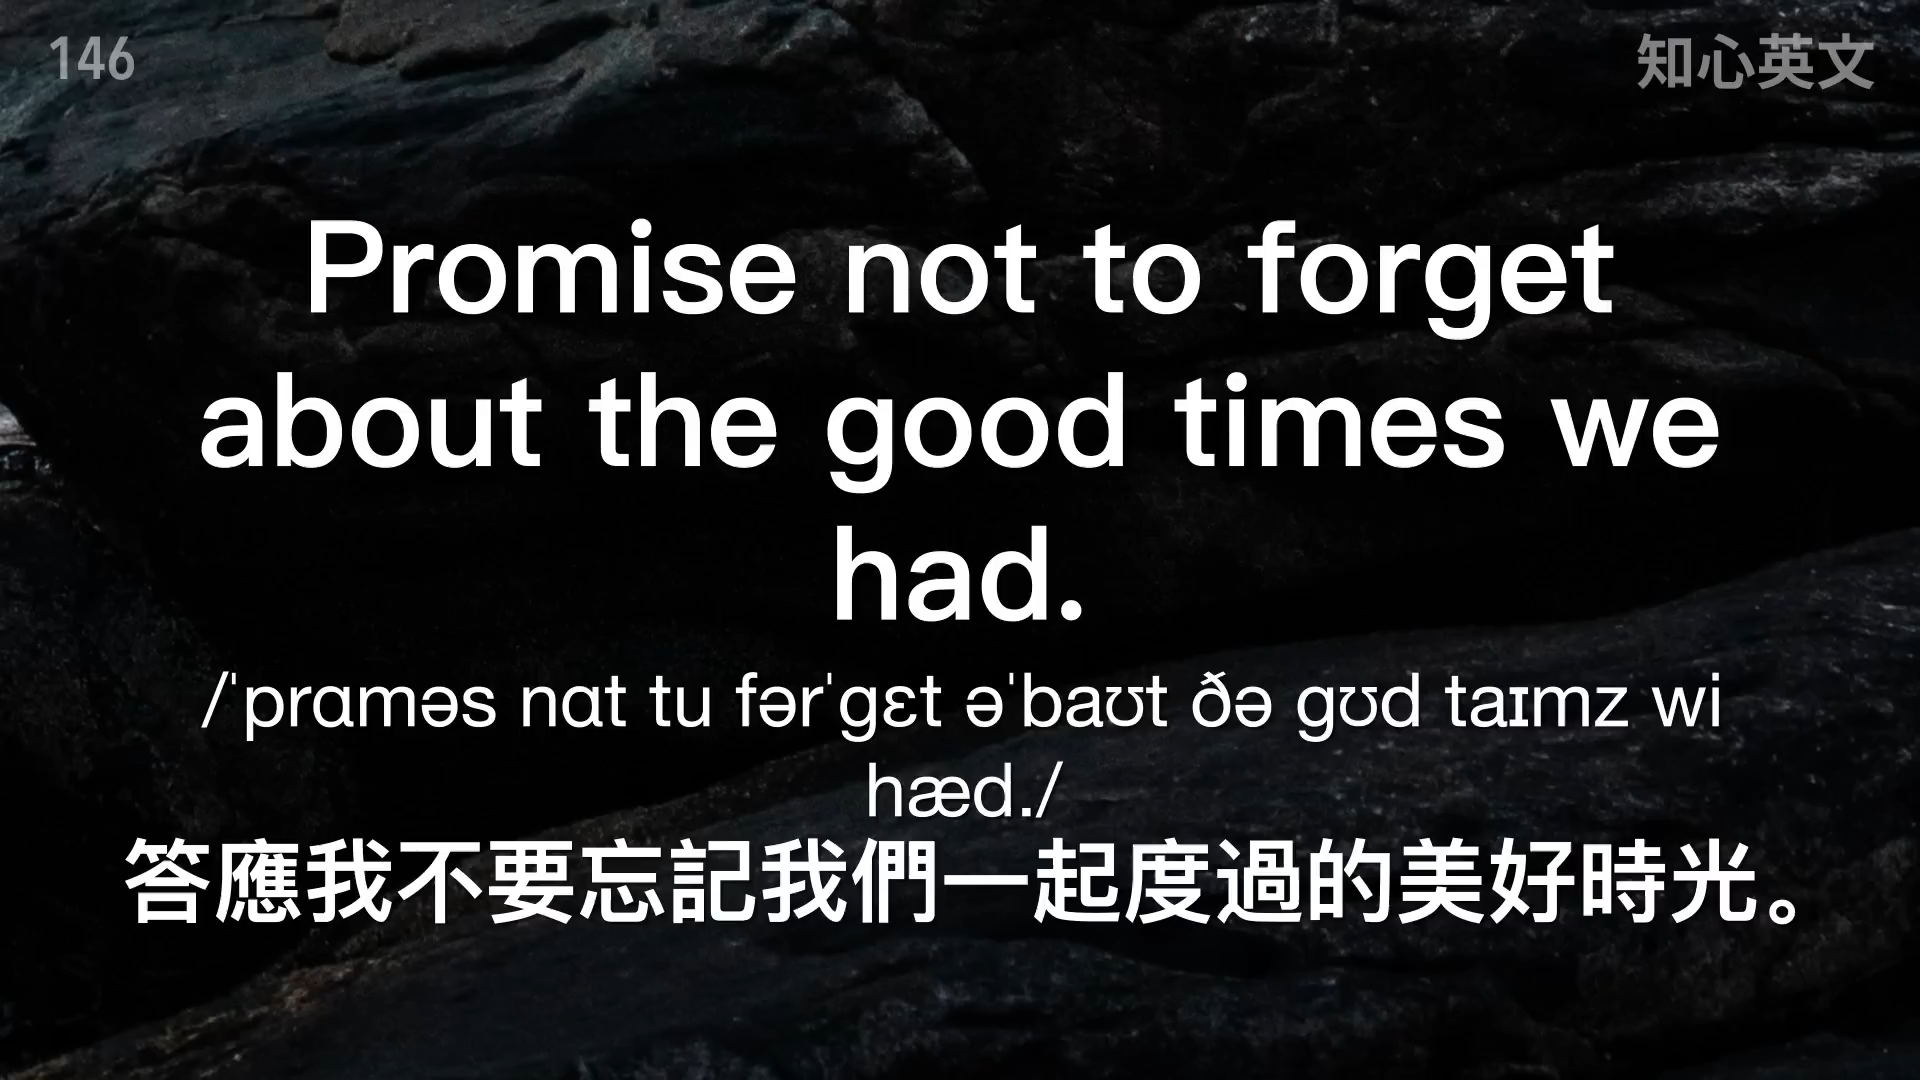 146
知心英文
Promise not to forget
about the good times we
had.
/ˈprɑməs nɑt tu fərˈɡɛt əˈbaʊt ðə ɡʊd taɪmz wi
hæd./
答應我不要忘記我們一起度過的美好時光。